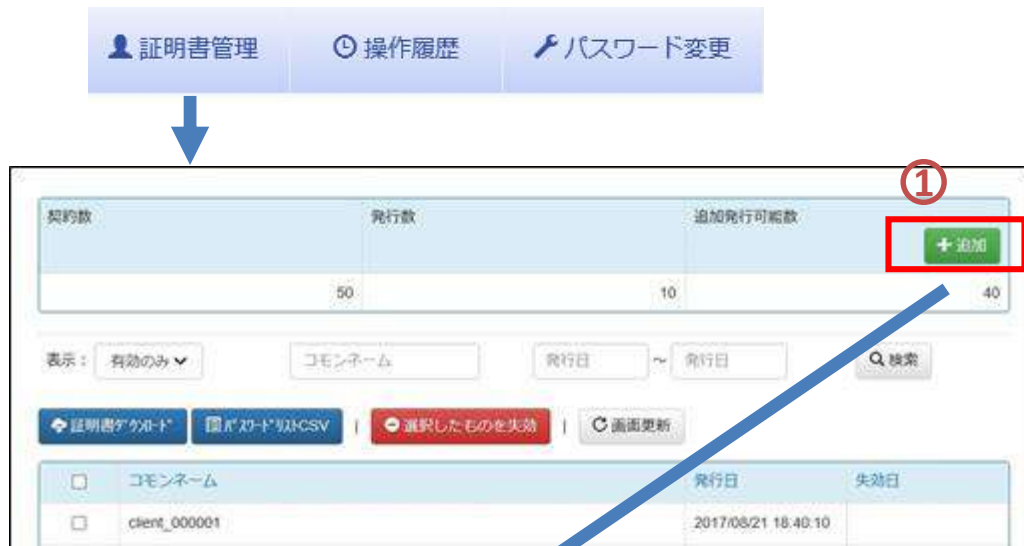 証明書管理 操作履歴 パスワード変更
①
契約数 発行数 追加発行可能数
追加
50 10 40
表示： 有効のみ コモンネーム 発行日 ～ 発行日 検索
証明書ﾀﾞｳﾝﾛｰﾄﾞ ﾊﾟｽﾜｰﾄﾞﾘｽﾄCSV | 選択したものを失効 | 画面更新
コモンネーム 発行日 失効日
client_000001 2017/08/21 18:40:10